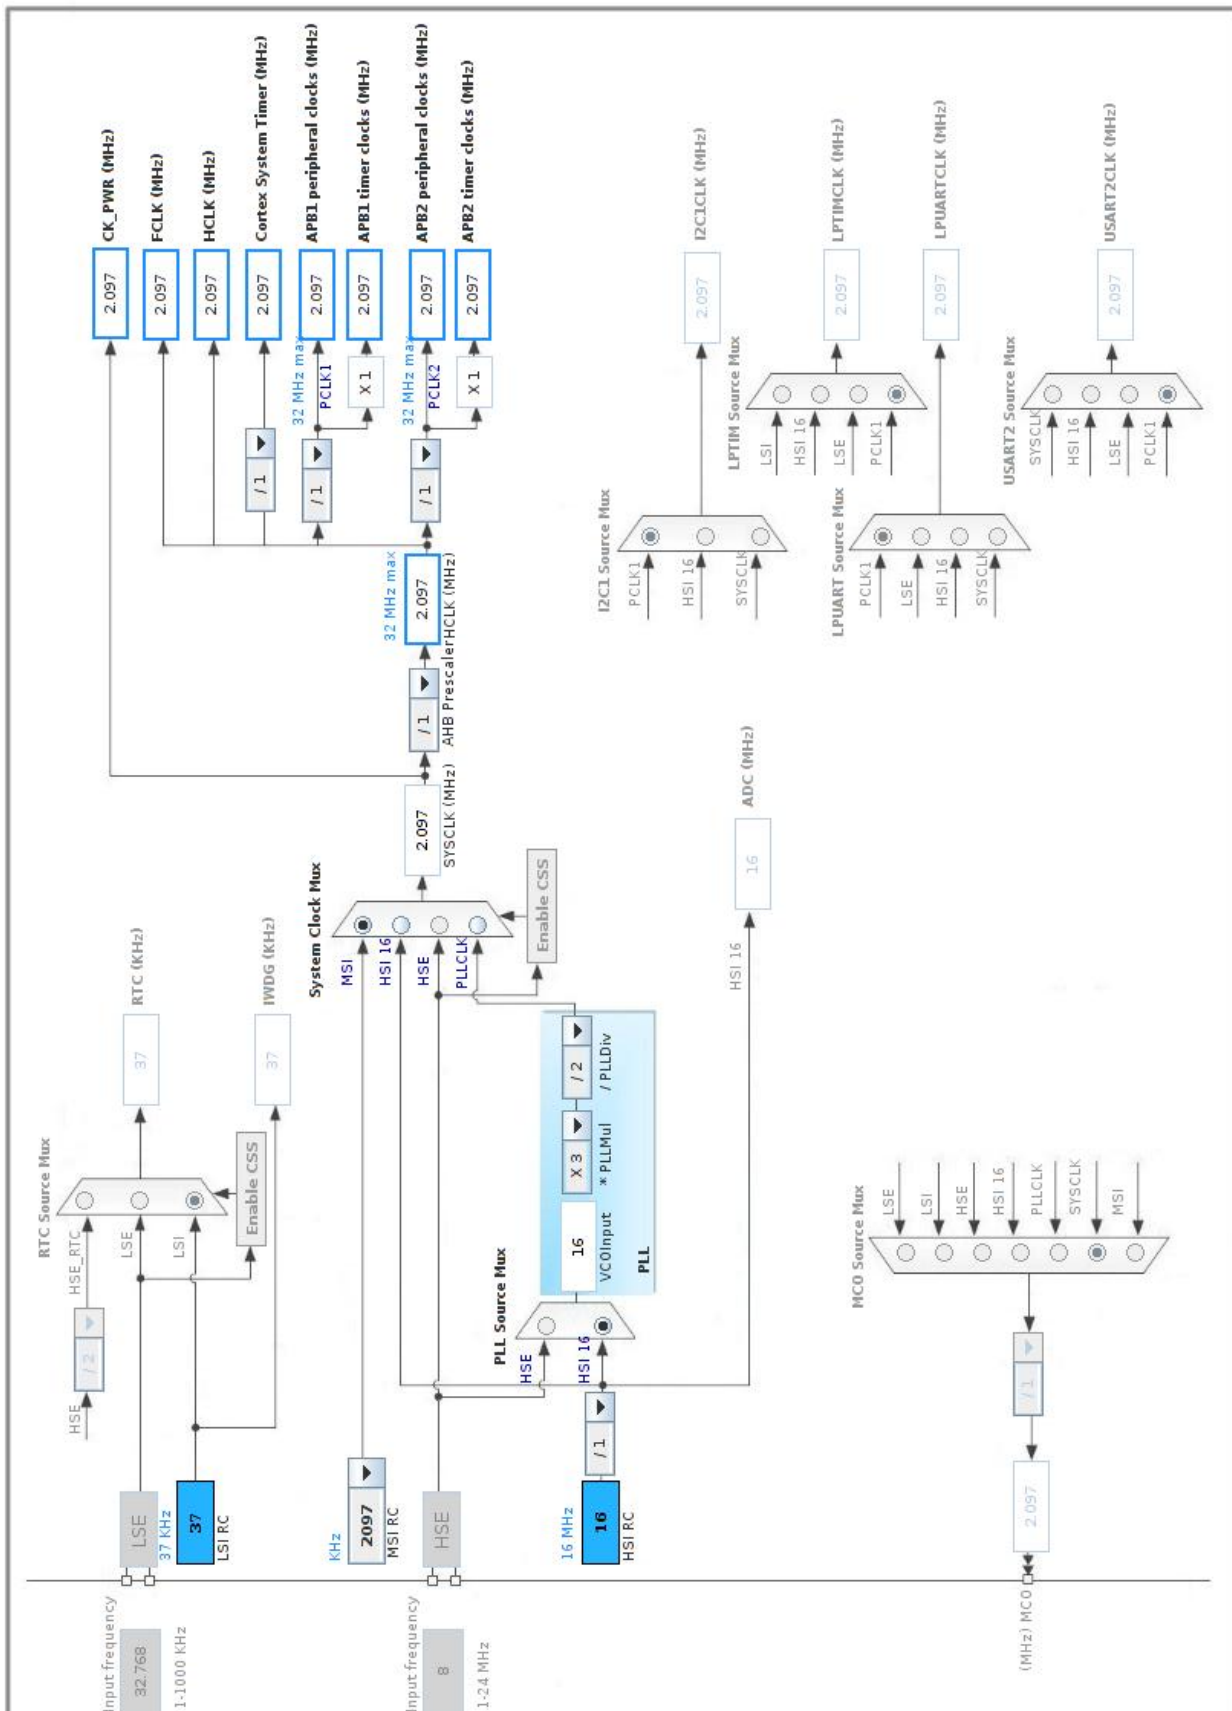 Input frequency
32.768
1-1000 KHz
LSE
37 KHz
37
LSI RC
HSE
/ 2
HSE_RTC
LSE
LSI
RTC Source Mux
Enable CSS
37
RTC (KHz)
37
IWDG (KHz)
Input frequency
8
1-24 MHz
KHz
2097
MSI RC
HSE
16 MHz
16
HSI RC
/ 1
HSE
HSI 16
PLL Source Mux
16
VCOInput
X 3
* PLLMul
/ 2
/ PLLDiv
PLL
MSI
HSI 16
HSE
PLLCLK
System Clock Mux
Enable CSS
HSI 16
16
ADC (MHz)
2.097
SYSCLK (MHz)
/ 1
AHB Prescaler
32 MHz max
2.097
HCLK (MHz)
/ 1
/ 1
/ 1
32 MHz max
PCLK1
X 1
32 MHz max
PCLK2
X 1
2.097
CK_PWR (MHz)
2.097
FCLK (MHz)
2.097
HCLK (MHz)
2.097
Cortex System Timer (MHz)
2.097
APB1 peripheral clocks (MHz)
2.097
APB1 timer clocks (MHz)
2.097
APB2 peripheral clocks (MHz)
2.097
APB2 timer clocks (MHz)
I2C1 Source Mux
PCLK1
HSI 16
SYSCLK
2.097
I2C1CLK (MHz)
LPTIM Source Mux
LSI
HSI 16
LSE
PCLK1
2.097
LPTIMCLK (MHz)
LPUART Source Mux
PCLK1
LSE
HSI 16
SYSCLK
2.097
LPUARTCLK (MHz)
USART2 Source Mux
SYSCLK
HSI 16
LSE
PCLK1
2.097
USART2CLK (MHz)
MCO Source Mux
LSE
LSI
HSE
HSI 16
PLLCLK
SYSCLK
MSI
/ 1
2.097
(MHz) MCO